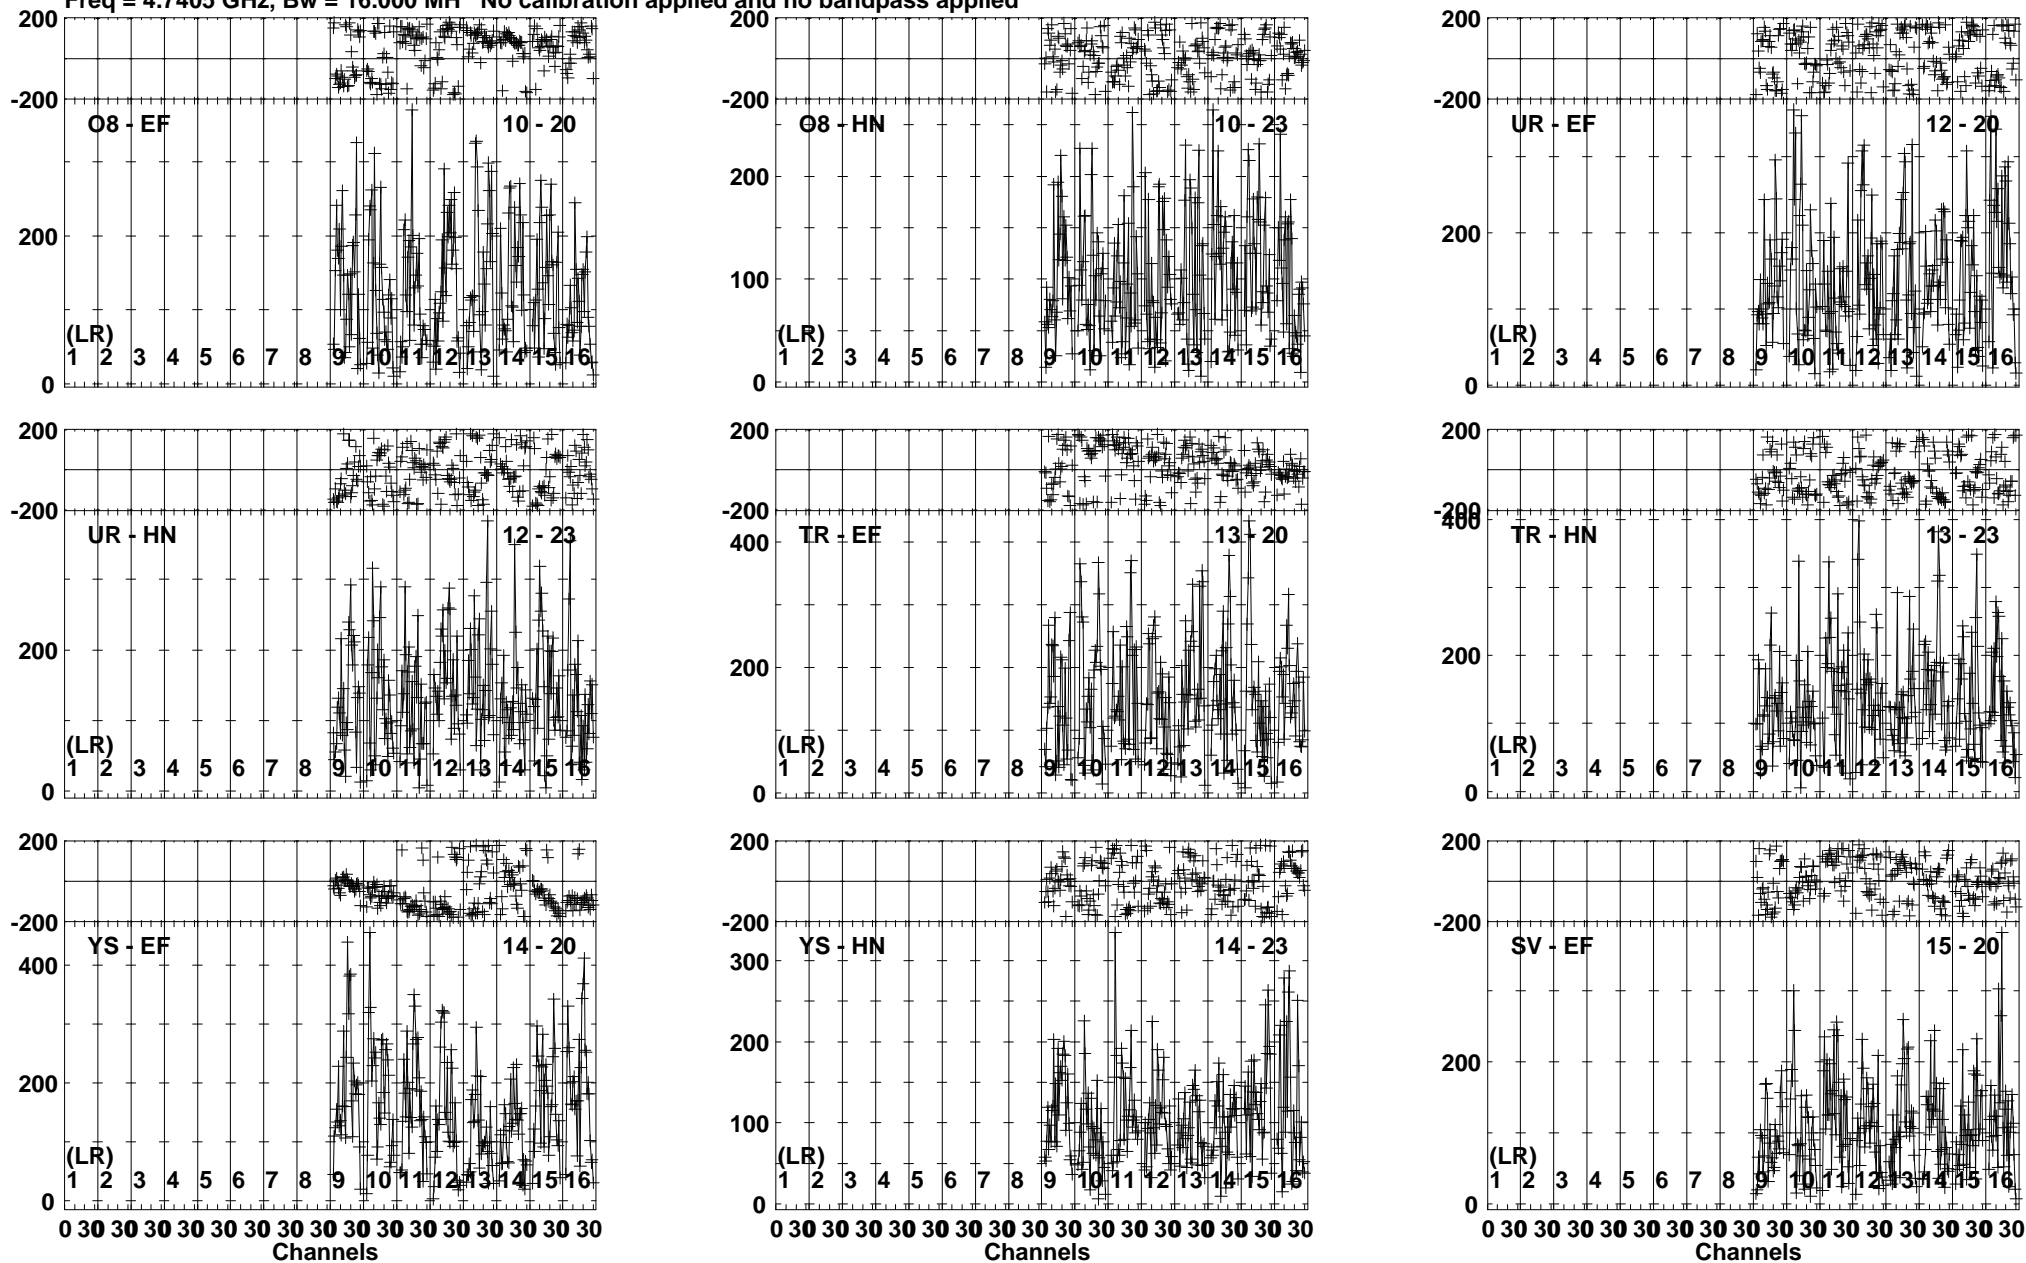 Freq = 4.7405 GHz, Bw = 16.000 MH No calibration applied and no bandpass applied
200
-200
O8 - EF 10 - 20
200
(LR)
1 2 3 4 5 6 7 8 9 10 11 12 13 14 15 16
0
200
-200
O8 - HN 10 - 23
200
100
(LR)
1 2 3 4 5 6 7 8 9 10 11 12 13 14 15 16
0
200
-200
UR - EF 12 - 20
200
(LR)
1 2 3 4 5 6 7 8 9 10 11 12 13 14 15 16
0
200
-200
UR - HN 12 - 23
200
(LR)
1 2 3 4 5 6 7 8 9 10 11 12 13 14 15 16
0
200
-200
TR - EF 13 - 20
400
200
(LR)
1 2 3 4 5 6 7 8 9 10 11 12 13 14 15 16
0
200
-200
400
TR - HN 13 - 23
200
(LR)
1 2 3 4 5 6 7 8 9 10 11 12 13 14 15 16
0
200
-200
YS - EF 14 - 20
400
200
(LR)
1 2 3 4 5 6 7 8 9 10 11 12 13 14 15 16
0
0 30 30 30 30 30 30 30 30 30 30 30 30 30 30 30 30
Channels
200
-200
YS - HN 14 - 23
300
200
100
(LR)
1 2 3 4 5 6 7 8 9 10 11 12 13 14 15 16
0
0 30 30 30 30 30 30 30 30 30 30 30 30 30 30 30 30
Channels
200
-200
SV - EF 15 - 20
200
(LR)
1 2 3 4 5 6 7 8 9 10 11 12 13 14 15 16
0
0 30 30 30 30 30 30 30 30 30 30 30 30 30 30 30 30
Channels